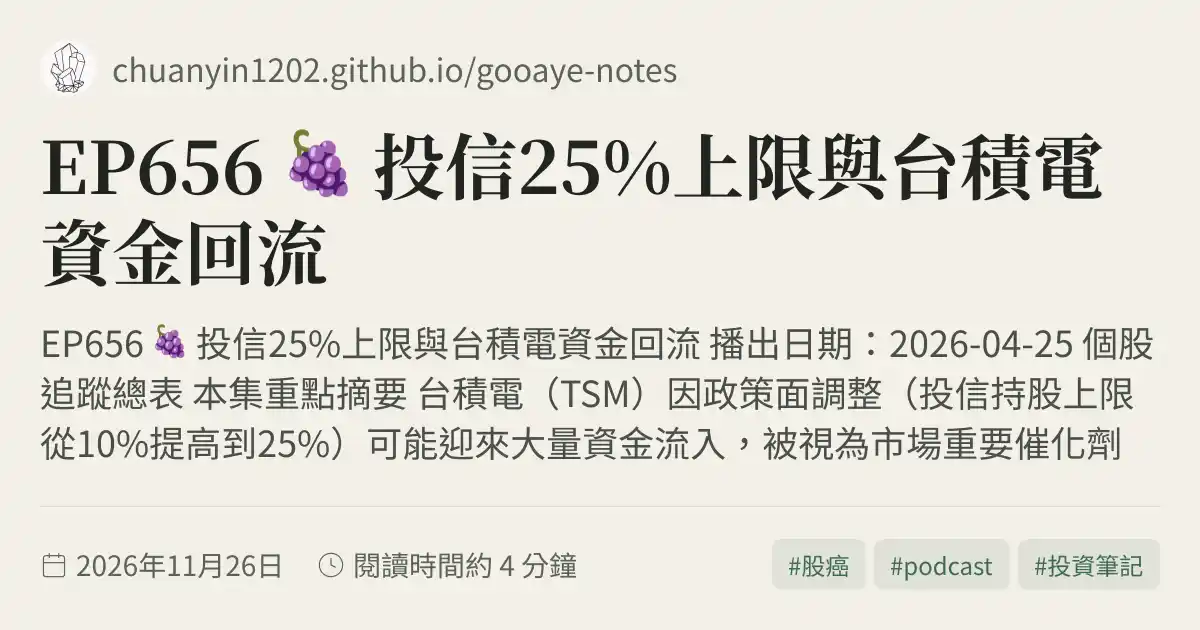 chuanyin1202.github.io/gooaye-notes
EP656 🍇 投信25%上限與台積電
資金回流
EP656 🍇 投信25%上限與台積電資金回流 播出日期：2026-04-25 個股
追蹤總表 本集重點摘要 台積電（TSM）因政策面調整（投信持股上限
從10%提高到25%）可能迎來大量資金流入，被視為市場重要催化劑
2026年11月26日
閱讀時間約 4 分鐘
#股癌
#podcast
#投資筆記